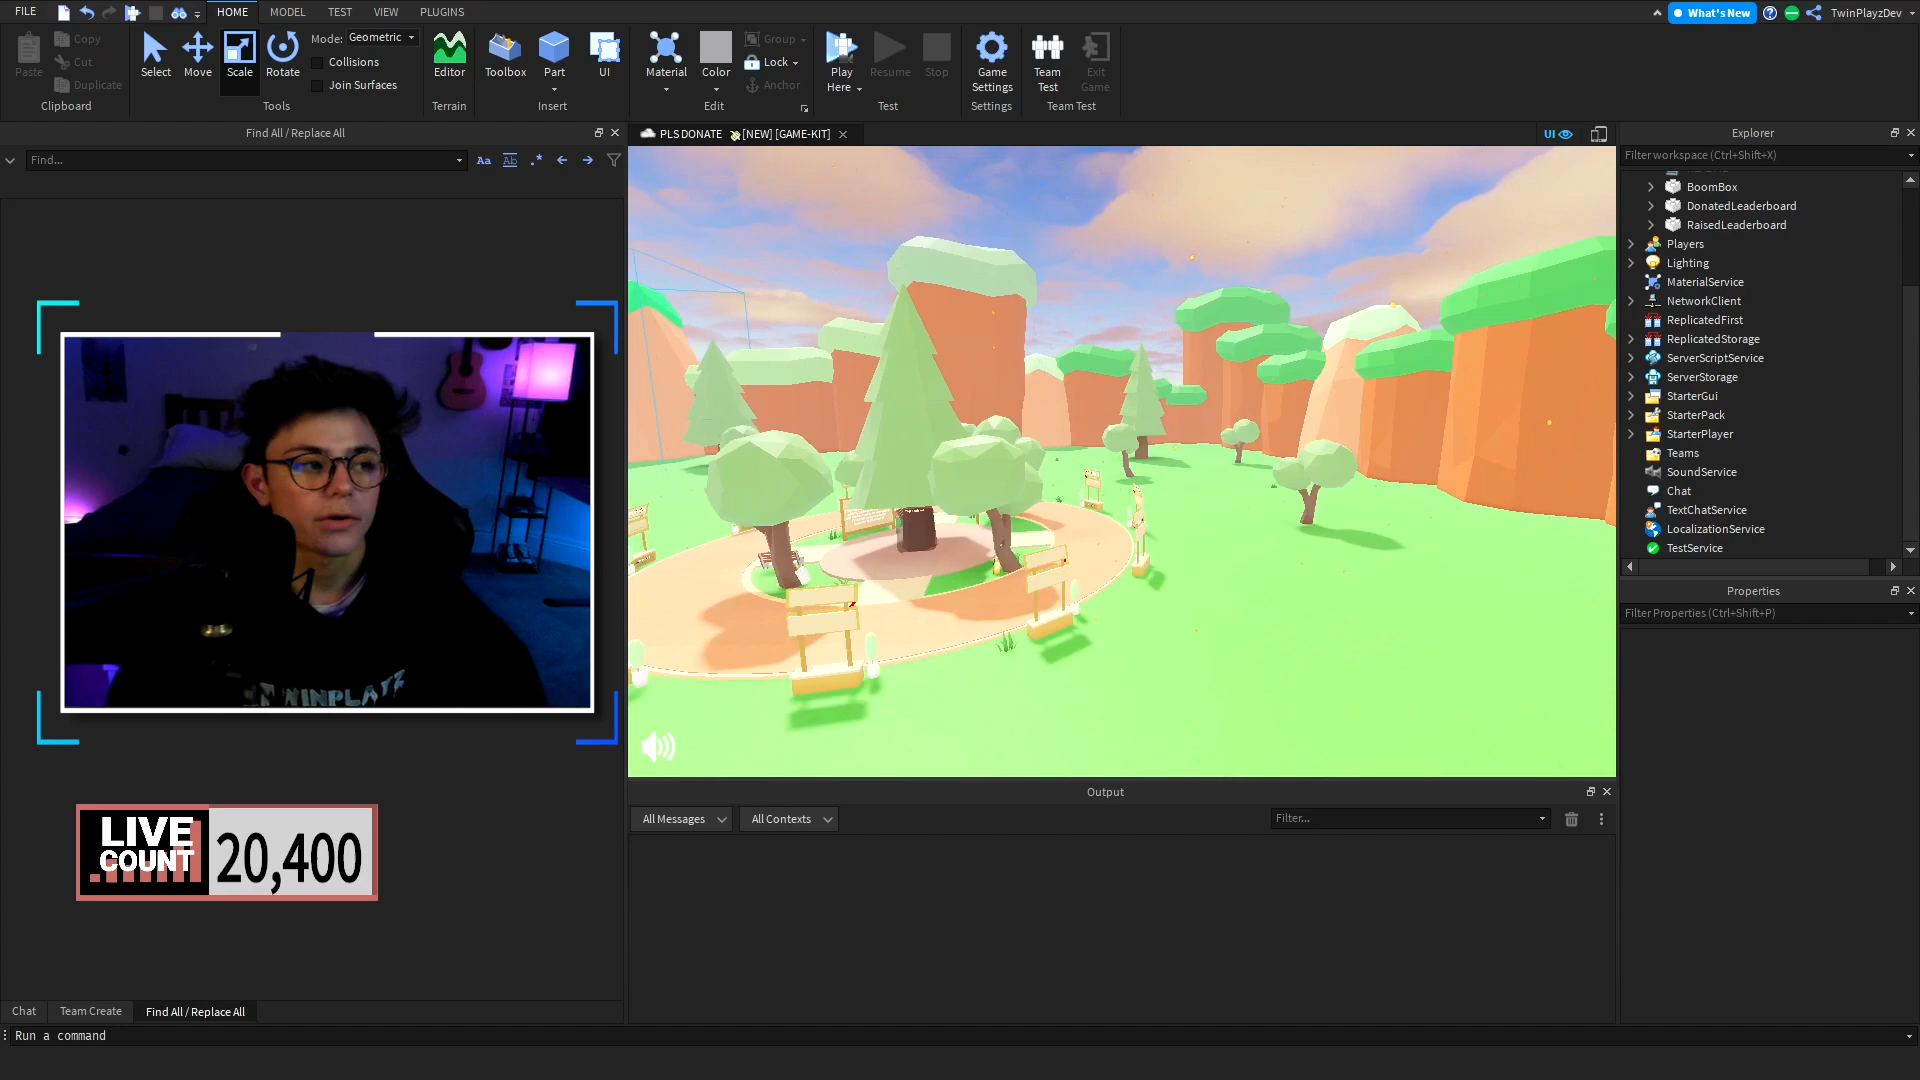 FILE
HOME
MODEL
TEST
VIEW
PLUGINS
What's New
TwinPlayzDev
Paste
Copy
Cut
Duplicate
Clipboard
Select
Move
Scale
Rotate
Mode: Geometric
Collisions
Join Surfaces
Tools
Editor
Terrain
Toolbox
Part
UI
Insert
Material
Color
Group
Lock
Anchor
Edit
Play
Here
Resume
Stop
Test
Game
Settings
Settings
Team
Test
Exit
Game
Team Test
Find All / Replace All
Find...
Aa
Ab
.*
PLS DONATE [NEW] [GAME-KIT]
UI
Explorer
Filter workspace (Ctrl+Shift+X)
BoomBox
DonatedLeaderboard
RaisedLeaderboard
Players
Lighting
MaterialService
NetworkClient
ReplicatedFirst
ReplicatedStorage
ServerScriptService
ServerStorage
StarterGui
StarterPack
StarterPlayer
Teams
SoundService
Chat
TextChatService
LocalizationService
TestService
Properties
Filter Properties (Ctrl+Shift+P)
TWINPLAYZ
LIVE
COUNT
20,400
Output
All Messages
All Contexts
Filter...
Chat
Team Create
Find All / Replace All
Run a command